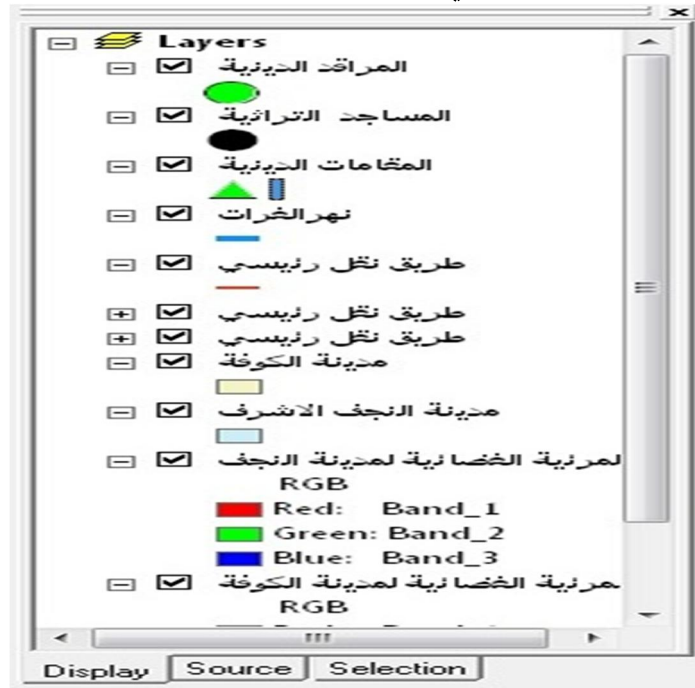 Layers
المراقد الدينية
المساجد التراثية
المقامات الدينية
نهرالفرات
طريق نقل رئيسي
طريق نقل رئيسي
طريق نقل رئيسي
مدينة الكوفة
مدينة النجف الاشرف
لمرئية الفضائية لمدينة النجف
RGB
Red: Band_1
Green: Band_2
Blue: Band_3
مرئية الفضائية لمدينة الكوفة
RGB
Display Source Selection